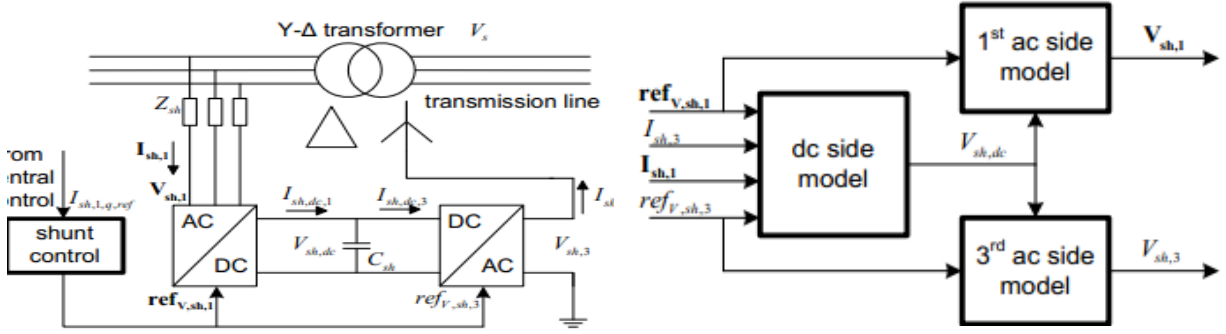 Y-Δ transformer
V_s
transmission line
Z_sh
I_sh,1
V_sh,1
rom
entral
ontrol
I_sh,1,q,ref
shunt
control
AC
DC
I_sh,dc,1
I_sh,dc,3
V_sh,dc
C_sh
DC
AC
I_sl
V_sh,3
ref_V,sh,1
ref_V,sh,3
ref_V,sh,1
I_sh,3
I_sh,1
ref_V,sh,3
dc side
model
1st ac side
model
V_sh,1
V_sh,dc
3rd ac side
model
V_sh,3